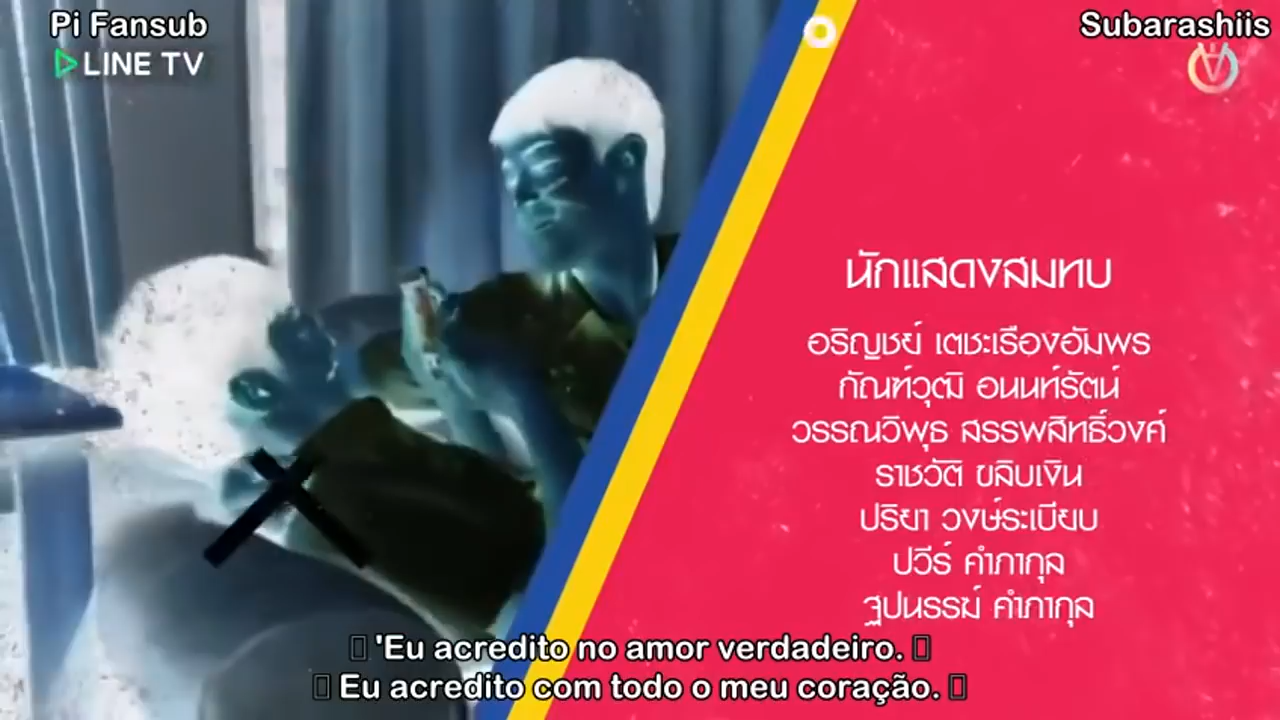 Pi Fansub
Subarashiis
LINE TV
นักแสดงสมทบ
อริญชย์ เตชะเรืองอัมพร
กัณฑ์วุฒิ อนนท์รัตน์
วรรณวิพุธ สรรพสิทธิ์วงศ์
ราชวัติ ขลิบเงิน
ปริยา วงษ์ระเบียบ
ปวีร์ คำภากุล
ฐปนรรฆ์ คำภากุล
'Eu acredito no amor verdadeiro.
Eu acredito com todo o meu coração.